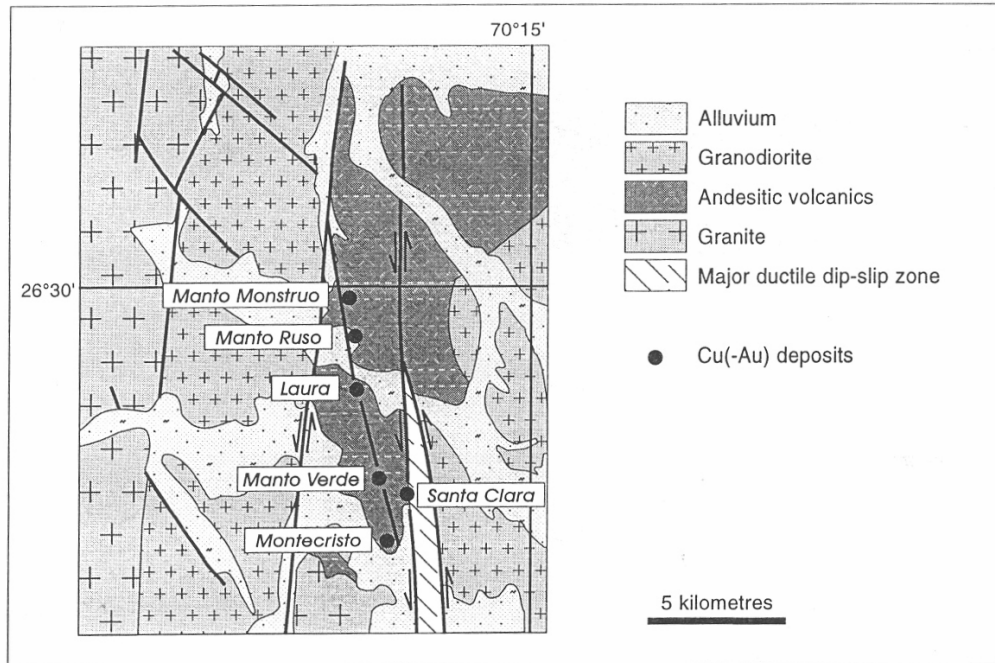 70°15'
Alluvium
Granodiorite
Andesitic volcanics
Granite
Major ductile dip-slip zone
Cu(-Au) deposits
26°30'
Manto Monstruo
Manto Ruso
Laura
Manto Verde
Santa Clara
Montecristo
5 kilometres